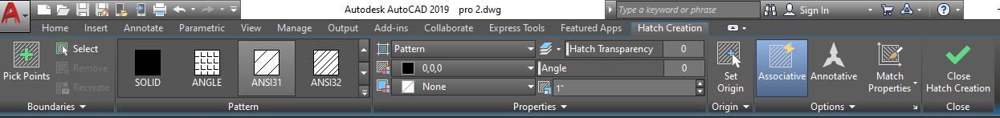 A
Autodesk AutoCAD 2019 pro 2.dwg
Type a keyword or phrase
Sign In
Home Insert Annotate Parametric View Manage Output Add-ins Collaborate Express Tools Featured Apps Hatch Creation
Pick Points
Select
Remove
Recreate
SOLID
ANGLE
ANSI31
ANSI32
Pattern
0,0,0
None
Hatch Transparency 0
Angle 0
1"
Set
Origin
Associative
Annotative
Match
Properties
Close
Hatch Creation
Boundaries
Pattern
Properties
Origin
Options
Close